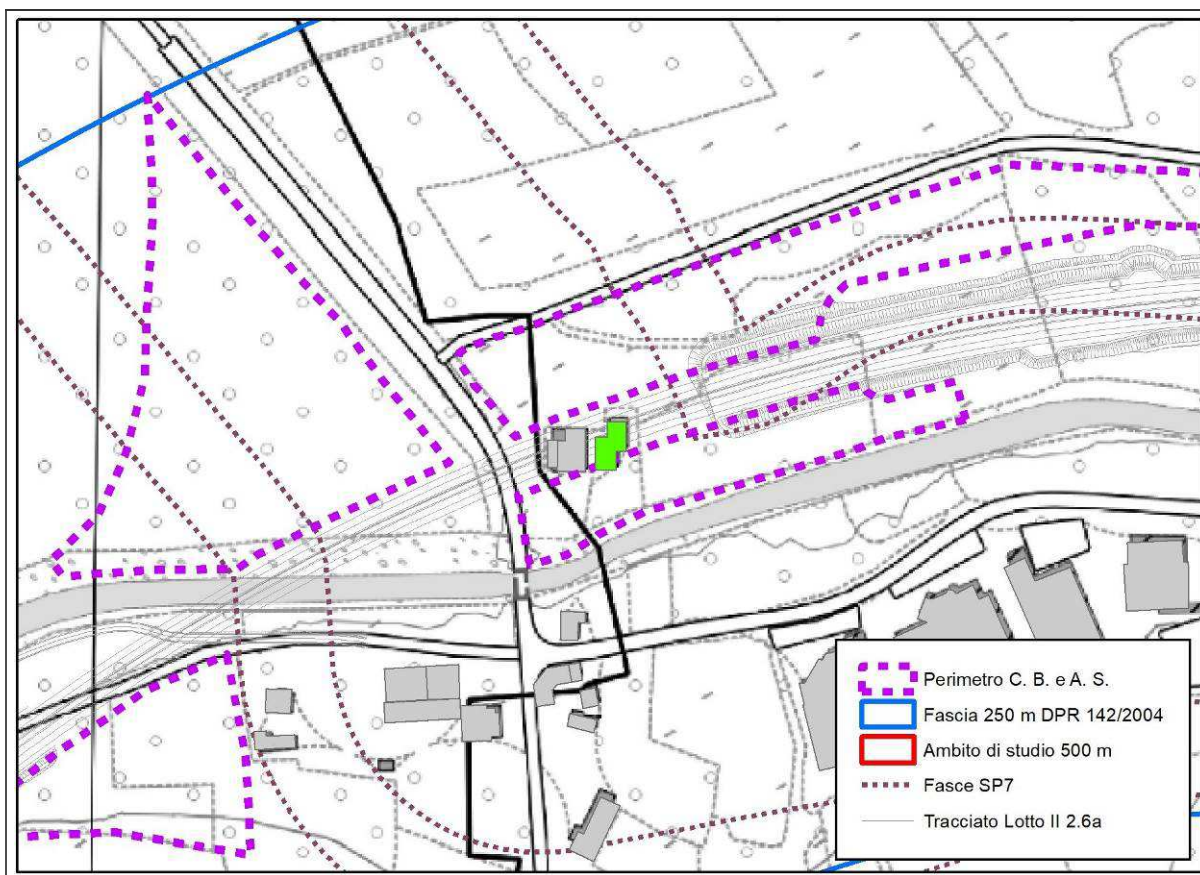 Perimetro C. B. e A. S.
Fascia 250 m DPR 142/2004
Ambito di studio 500 m
Fasce SP7
Tracciato Lotto II 2.6a